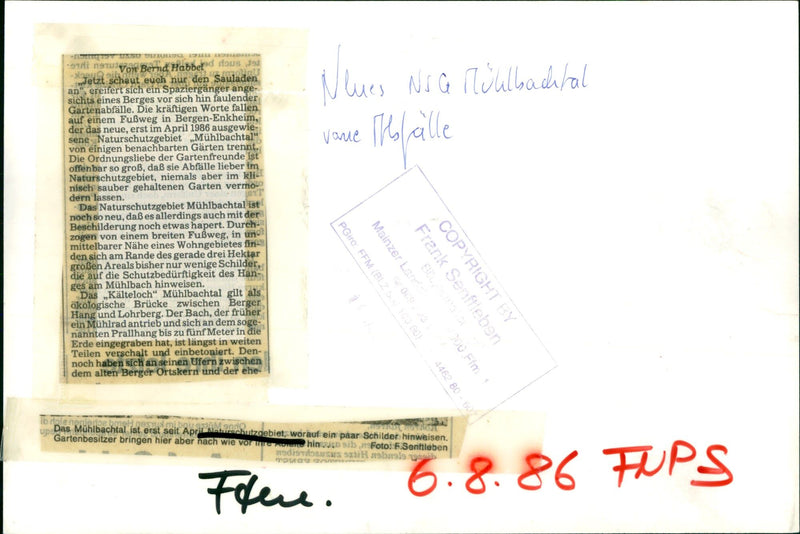 Von Bernd Habbel
„Jetzt schaut euch nur den Sauladen
an“, ereifert sich ein Spaziergänger ange-
sichts eines Berges vor sich hin faulender
Gartenabfälle. Die kräftigen Worte fallen
auf einem Fußweg in Bergen-Enkheim,
der das neue, erst im April 1986 ausgewie-
sene Naturschutzgebiet „Mühlbachtal“
von einigen benachbarten Gärten trennt.
Die Ordnungsliebe der Gartenfreunde ist
offenbar so groß, daß sie Abfälle lieber im
Naturschutzgebiet, niemals aber im kli-
nisch sauber gehaltenen Garten vermo-
dern lassen.
Das Naturschutzgebiet Mühlbachtal ist
noch so neu, daß es allerdings auch mit der
Beschilderung noch etwas hapert. Durch-
zogen von einem breiten Fußweg, in un-
mittelbarer Nähe eines Wohngebietes fin-
den sich am Rande des gerade drei Hektar
großen Areals bisher nur wenige Schilder,
die auf die Schutzbedürftigkeit des Han-
ges am Mühlbach hinweisen.
Das „Kälteloch“ Mühlbachtal gilt als
ökologische Brücke zwischen Berger
Hang und Lohrberg. Der Bach, der früher
ein Mühlrad antrieb und sich an dem soge-
nannten Prallhang bis zu fünf Meter in die
Erde eingegraben hat, ist längst in weiten
Teilen verschalt und einbetoniert. Den-
noch haben sich an seinen Ufern zwischen
dem alten Berger Ortskern und der ehe-
Neues NSG Mühlbachtal
Abfälle
COPYRIGHT BY
Frank Senftleben
Mainzer
Ffm. 1
Das Mühlbachtal ist erst seit April Naturschutzgebiet, worauf ein paar Schilder hinweisen.
Gartenbesitzer bringen hier aber nach wie vor ihre Abfälle hin ...
Foto: F. Senftleben
6.8.86 FNPS